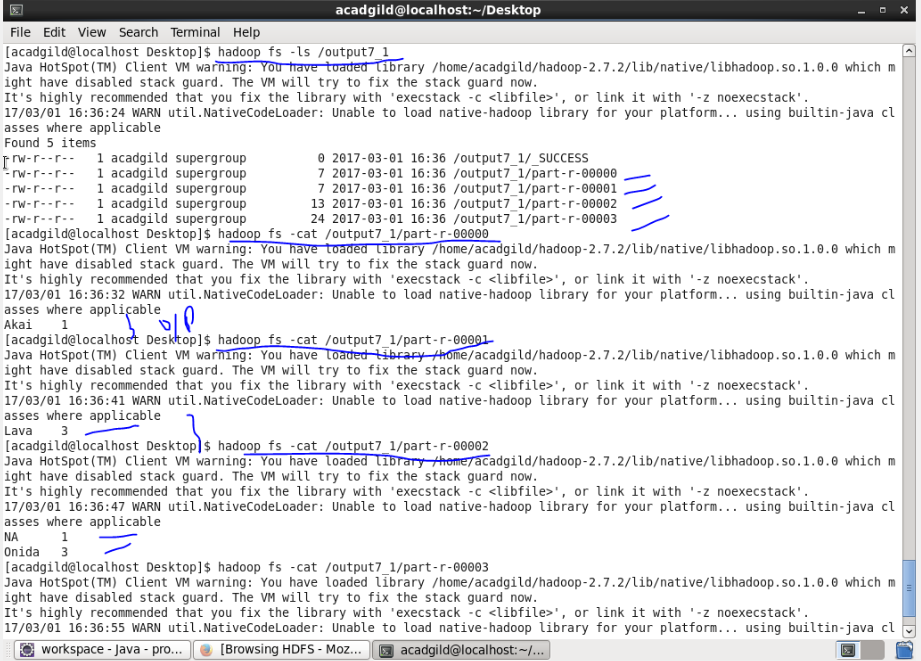 acadgild@localhost:~/Desktop
File Edit View Search Terminal Help
[acadgild@localhost Desktop]$ hadoop fs -ls /output7_1
Java HotSpot(TM) Client VM warning: You have loaded library /home/acadgild/hadoop-2.7.2/lib/native/libhadoop.so.1.0.0 which m
ight have disabled stack guard. The VM will try to fix the stack guard now.
It's highly recommended that you fix the library with 'execstack -c <libfile>', or link it with '-z noexecstack'.
17/03/01 16:36:24 WARN util.NativeCodeLoader: Unable to load native-hadoop library for your platform... using builtin-java cl
asses where applicable
Found 5 items
-rw-r--r--   1 acadgild supergroup          0 2017-03-01 16:36 /output7_1/_SUCCESS
-rw-r--r--   1 acadgild supergroup          7 2017-03-01 16:36 /output7_1/part-r-00000
-rw-r--r--   1 acadgild supergroup          7 2017-03-01 16:36 /output7_1/part-r-00001
-rw-r--r--   1 acadgild supergroup         13 2017-03-01 16:36 /output7_1/part-r-00002
-rw-r--r--   1 acadgild supergroup         24 2017-03-01 16:36 /output7_1/part-r-00003
[acadgild@localhost Desktop]$ hadoop fs -cat /output7_1/part-r-00000
Java HotSpot(TM) Client VM warning: You have loaded library /home/acadgild/hadoop-2.7.2/lib/native/libhadoop.so.1.0.0 which m
ight have disabled stack guard. The VM will try to fix the stack guard now.
It's highly recommended that you fix the library with 'execstack -c <libfile>', or link it with '-z noexecstack'.
17/03/01 16:36:32 WARN util.NativeCodeLoader: Unable to load native-hadoop library for your platform... using builtin-java cl
asses where applicable
Akai    1
} o/p
[acadgild@localhost Desktop]$ hadoop fs -cat /output7_1/part-r-00001
Java HotSpot(TM) Client VM warning: You have loaded library /home/acadgild/hadoop-2.7.2/lib/native/libhadoop.so.1.0.0 which m
ight have disabled stack guard. The VM will try to fix the stack guard now.
It's highly recommended that you fix the library with 'execstack -c <libfile>', or link it with '-z noexecstack'.
17/03/01 16:36:41 WARN util.NativeCodeLoader: Unable to load native-hadoop library for your platform... using builtin-java cl
asses where applicable
Lava    3
[acadgild@localhost Desktop]$ hadoop fs -cat /output7_1/part-r-00002
Java HotSpot(TM) Client VM warning: You have loaded library /home/acadgild/hadoop-2.7.2/lib/native/libhadoop.so.1.0.0 which m
ight have disabled stack guard. The VM will try to fix the stack guard now.
It's highly recommended that you fix the library with 'execstack -c <libfile>', or link it with '-z noexecstack'.
17/03/01 16:36:47 WARN util.NativeCodeLoader: Unable to load native-hadoop library for your platform... using builtin-java cl
asses where applicable
NA      1
Onida   3
[acadgild@localhost Desktop]$ hadoop fs -cat /output7_1/part-r-00003
Java HotSpot(TM) Client VM warning: You have loaded library /home/acadgild/hadoop-2.7.2/lib/native/libhadoop.so.1.0.0 which m
ight have disabled stack guard. The VM will try to fix the stack guard now.
It's highly recommended that you fix the library with 'execstack -c <libfile>', or link it with '-z noexecstack'.
17/03/01 16:36:55 WARN util.NativeCodeLoader: Unable to load native-hadoop library for your platform... using builtin-java cl
workspace - Java - pro... [Browsing HDFS - Moz... acadgild@localhost:~/...